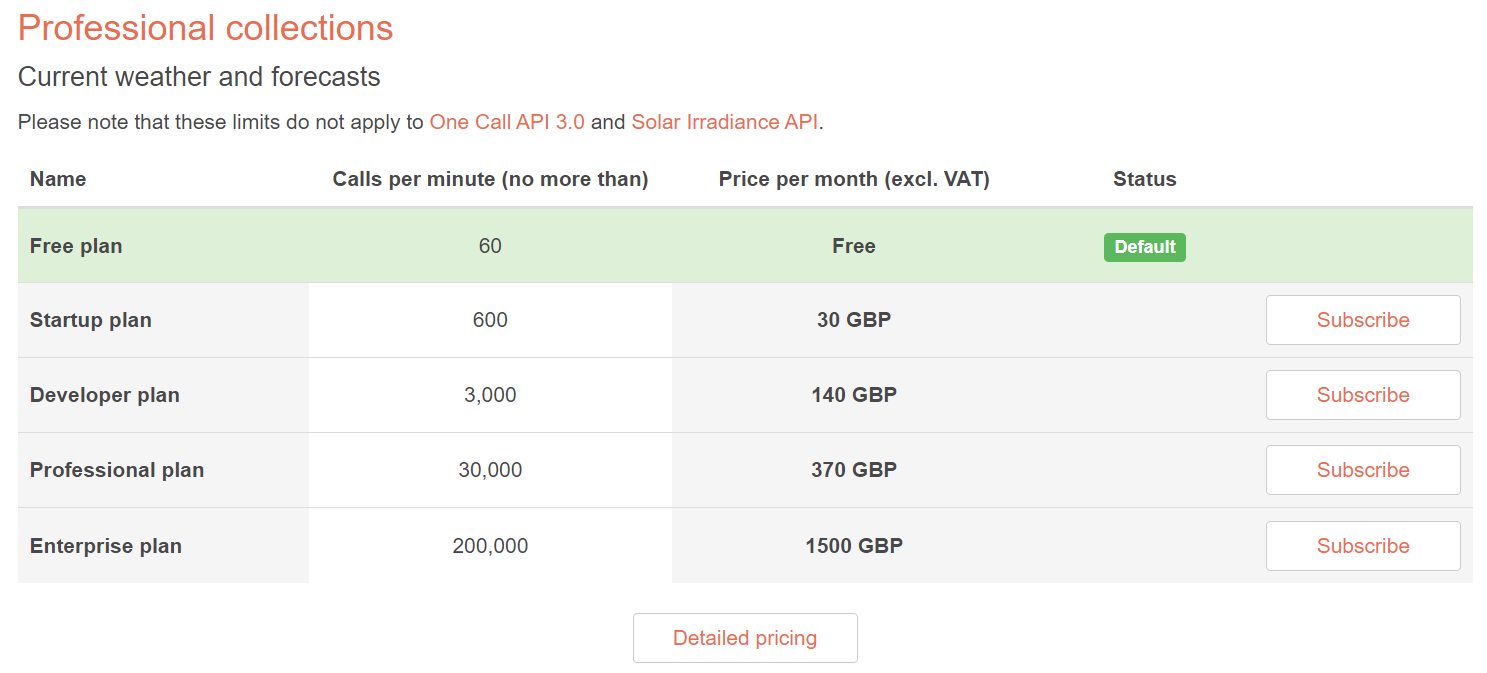 Professional collections
Current weather and forecasts
Please note that these limits do not apply to One Call API 3.0 and Solar Irradiance API.
Name Calls per minute (no more than) Price per month (excl. VAT) Status
Free plan 60 Free Default
Startup plan 600 30 GBP Subscribe
Developer plan 3,000 140 GBP Subscribe
Professional plan 30,000 370 GBP Subscribe
Enterprise plan 200,000 1500 GBP Subscribe
Detailed pricing